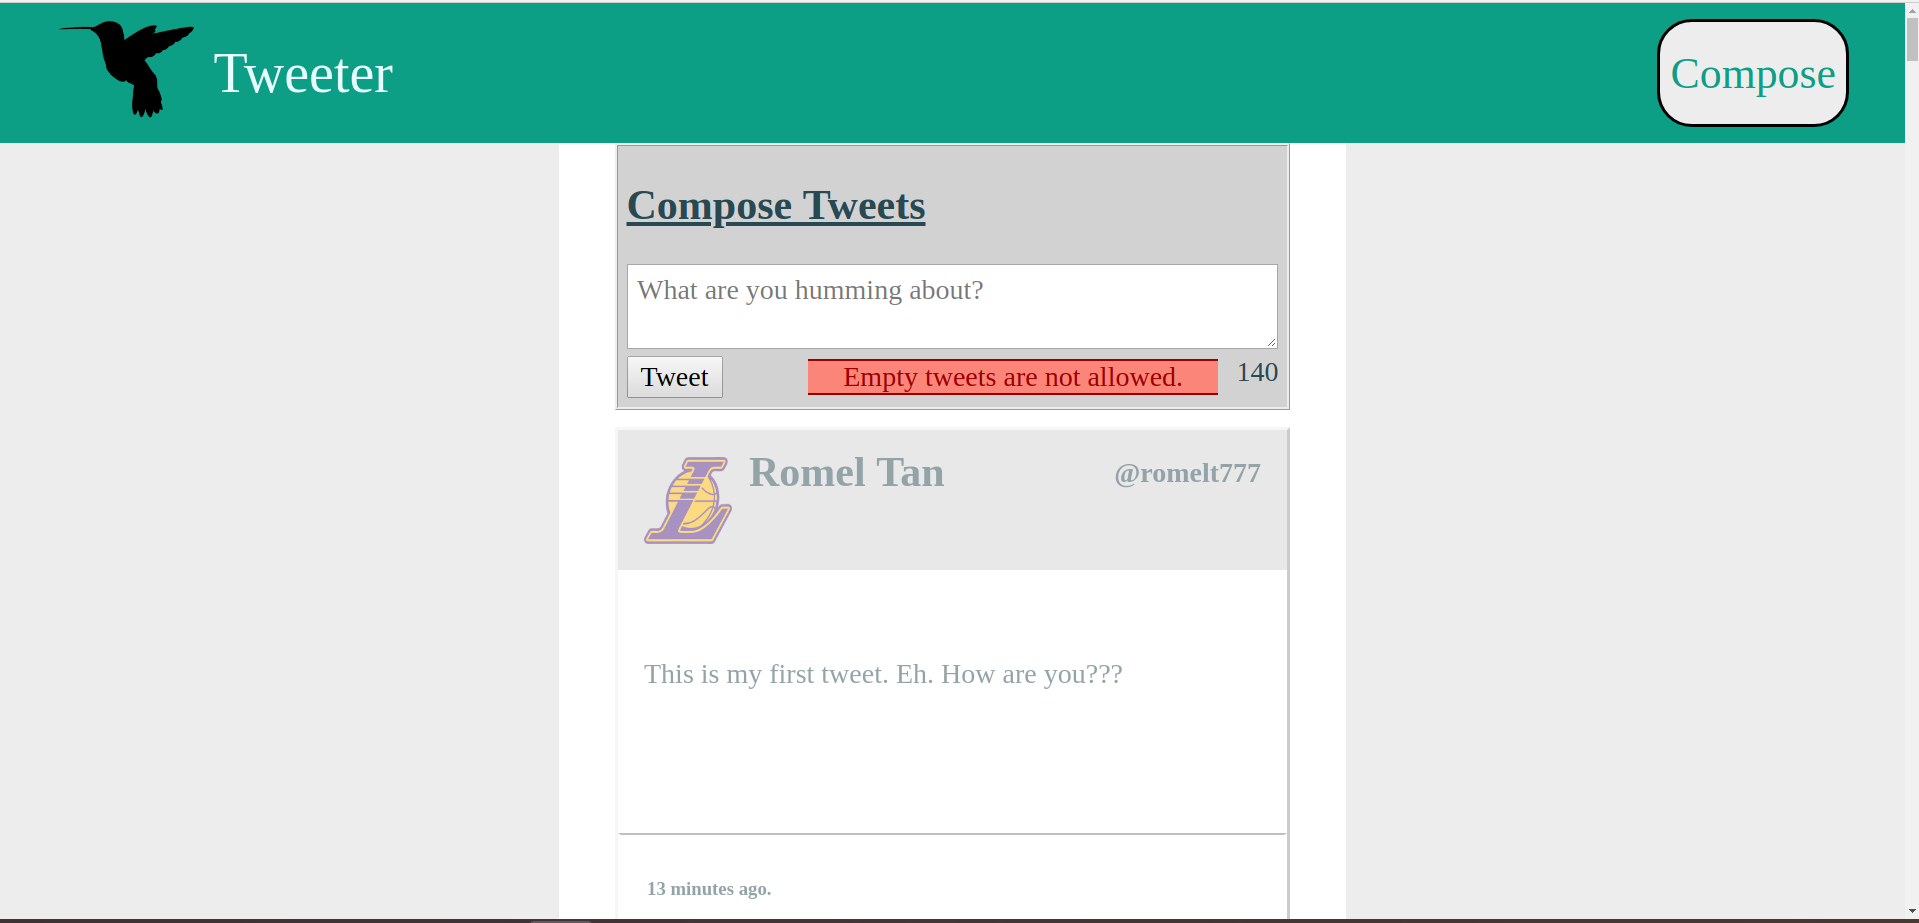 Tweeter
Compose
Compose Tweets
What are you humming about?
Tweet
Empty tweets are not allowed.
140
Romel Tan
@romelt777
This is my first tweet. Eh. How are you???
13 minutes ago.